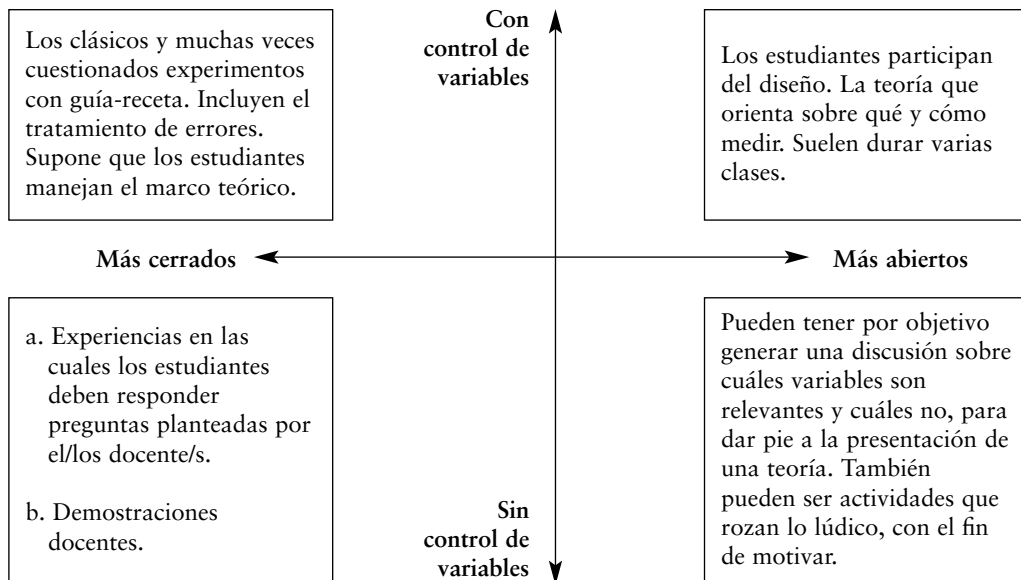 Los clásicos y muchas veces
cuestionados experimentos
con guía-receta. Incluyen el
tratamiento de errores.
Supone que los estudiantes
manejan el marco teórico.
Con
control de
variables
Los estudiantes participan
del diseño. La teoría que
orienta sobre qué y cómo
medir. Suelen durar varias
clases.
Más cerrados
Más abiertos
a. Experiencias en las
cuales los estudiantes
deben responder
preguntas planteadas por
el/los docente/s.
b. Demostraciones
docentes.
Sin
control de
variables
Pueden tener por objetivo
generar una discusión sobre
cuáles variables son
relevantes y cuáles no, para
dar pie a la presentación de
una teoría. También
pueden ser actividades que
rozan lo lúdico, con el fin
de motivar.